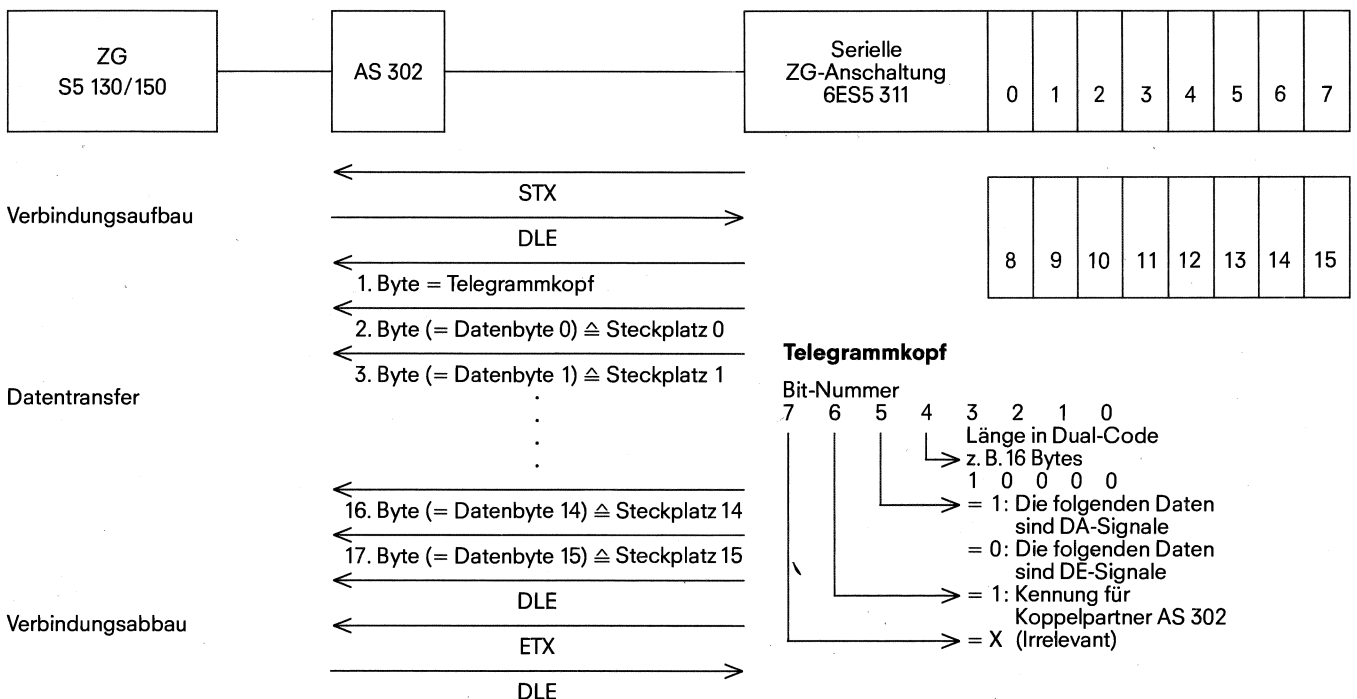 ZG
S5 130/150
AS 302
Serielle
ZG-Anschaltung
6ES5 311
0 1 2 3 4 5 6 7
8 9 10 11 12 13 14 15
Verbindungsaufbau
STX
DLE
Datentransfer
1. Byte = Telegrammkopf
2. Byte (= Datenbyte 0) ≙ Steckplatz 0
3. Byte (= Datenbyte 1) ≙ Steckplatz 1
16. Byte (= Datenbyte 14) ≙ Steckplatz 14
17. Byte (= Datenbyte 15) ≙ Steckplatz 15
Verbindungsabbau
DLE
ETX
DLE
Telegrammkopf
Bit-Nummer
7 6 5 4 3 2 1 0
Länge in Dual-Code
z. B. 16 Bytes
1 0 0 0 0
= 1: Die folgenden Daten
sind DA-Signale
= 0: Die folgenden Daten
sind DE-Signale
= 1: Kennung für
Koppelpartner AS 302
= X (Irrelevant)